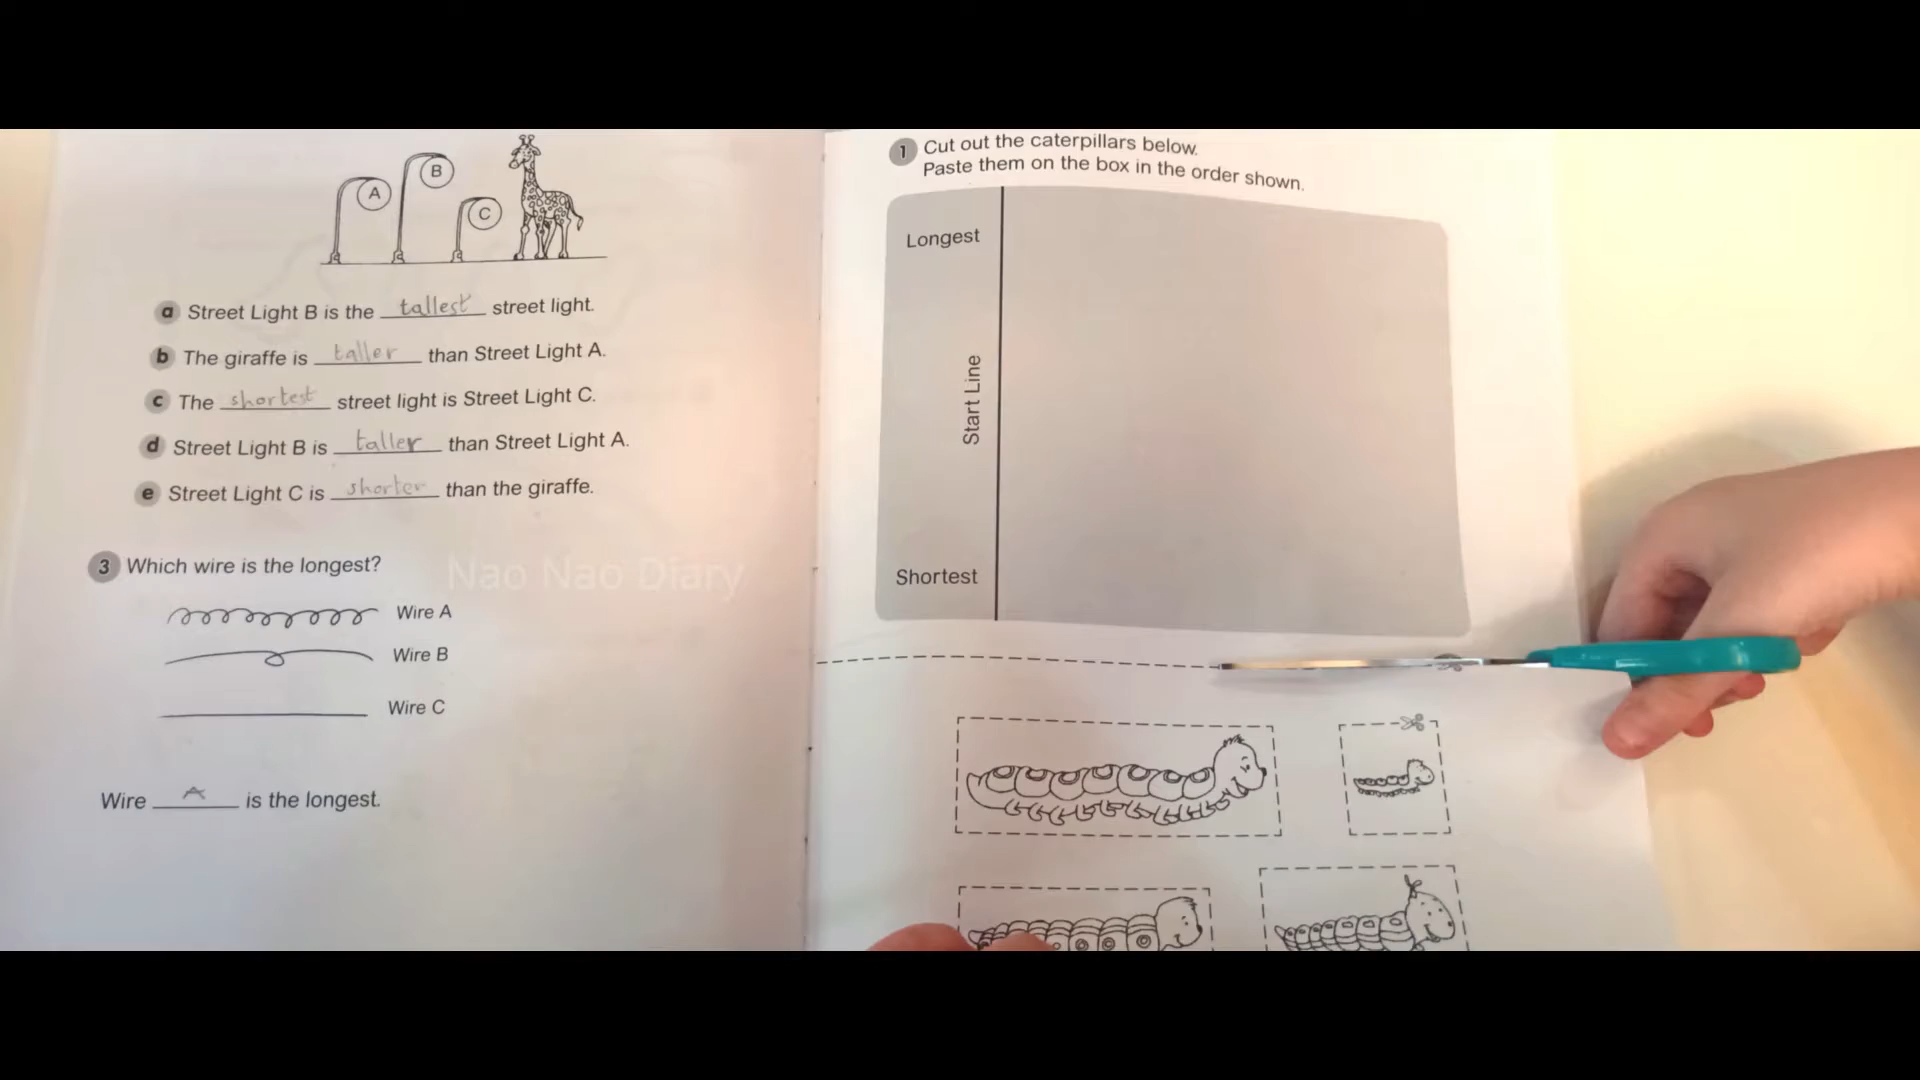 A
B
C
a Street Light B is the tallest street light.
b The giraffe is taller than Street Light A.
c The shortest street light is Street Light C.
d Street Light B is taller than Street Light A.
e Street Light C is shorter than the giraffe.
3 Which wire is the longest?
Nao Nao Diary
Wire A
Wire B
Wire C
Wire A is the longest.
1 Cut out the caterpillars below.
Paste them on the box in the order shown.
Longest
Start Line
Shortest